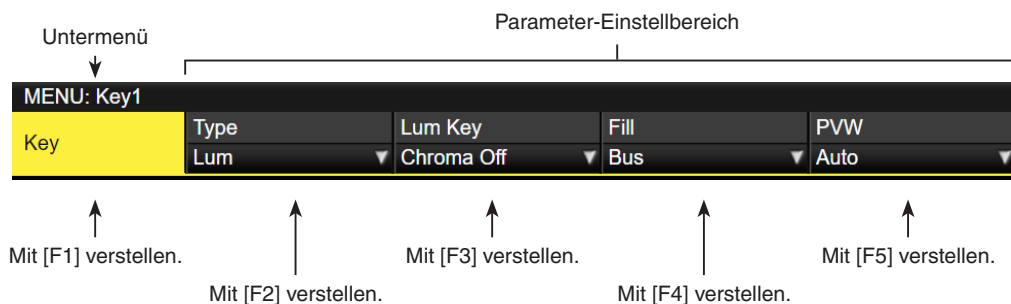 Parameter-Einstellbereich
Untermenü
MENU: Key1
Key
Type
Lum Key
Fill
PVW
Lum
Chroma Off
Bus
Auto
Mit [F1] verstellen.
Mit [F3] verstellen.
Mit [F5] verstellen.
Mit [F2] verstellen.
Mit [F4] verstellen.